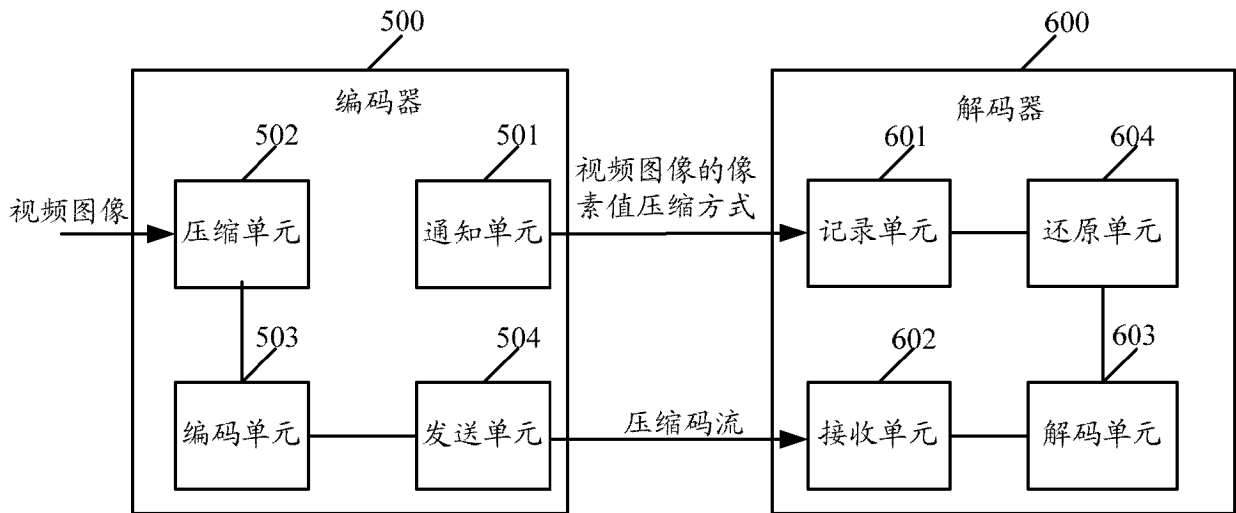 500
600
编码器
解码器
502
501
601
604
视频图像的像
素值压缩方式
视频图像
压缩单元
通知单元
记录单元
还原单元
503
504
602
603
编码单元
发送单元
压缩码流
接收单元
解码单元